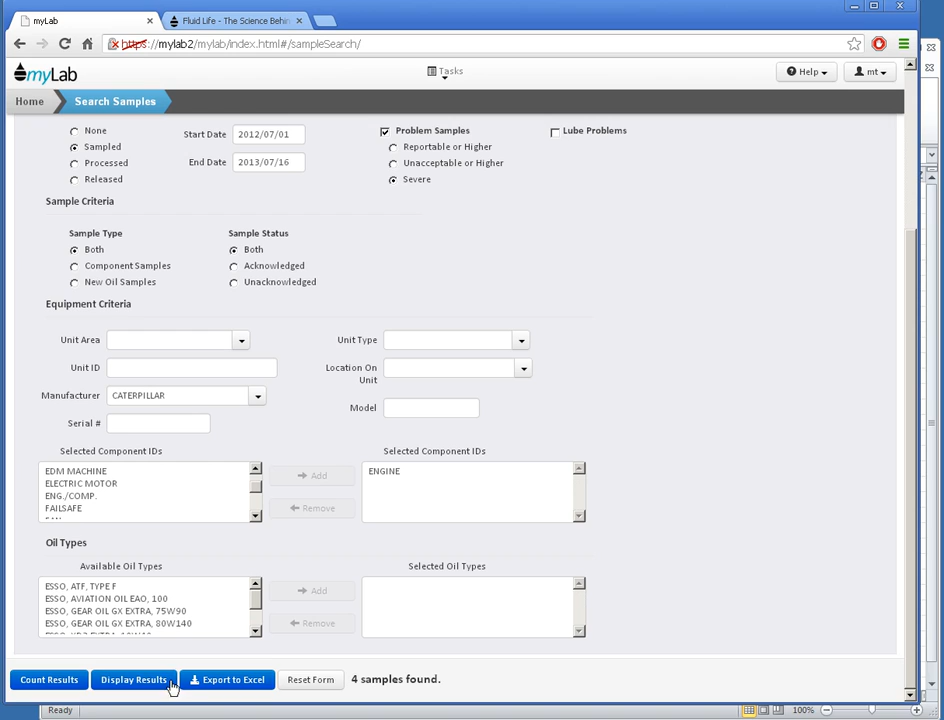 myLab
Fluid Life - The Science Behin
https://mylab2/mylab/index.html#/sampleSearch/
myLab
Tasks
Help
mt
Home
Search Samples
None
Sampled
Processed
Released
Start Date
2012/07/01
End Date
2013/07/16
Problem Samples
Reportable or Higher
Unacceptable or Higher
Severe
Lube Problems
Sample Criteria
Sample Type
Both
Component Samples
New Oil Samples
Sample Status
Both
Acknowledged
Unacknowledged
Equipment Criteria
Unit Area
Unit Type
Unit ID
Location On
Unit
Manufacturer
CATERPILLAR
Model
Serial #
Selected Component IDs
EDM MACHINE
ELECTRIC MOTOR
ENG./COMP.
FAILSAFE
Add
Remove
Selected Component IDs
ENGINE
Oil Types
Available Oil Types
ESSO, ATF, TYPE F
ESSO, AVIATION OIL EAO, 100
ESSO, GEAR OIL GX EXTRA, 75W90
ESSO, GEAR OIL GX EXTRA, 80W140
Add
Remove
Selected Oil Types
Count Results
Display Results
Export to Excel
Reset Form
4 samples found.
Ready
100%